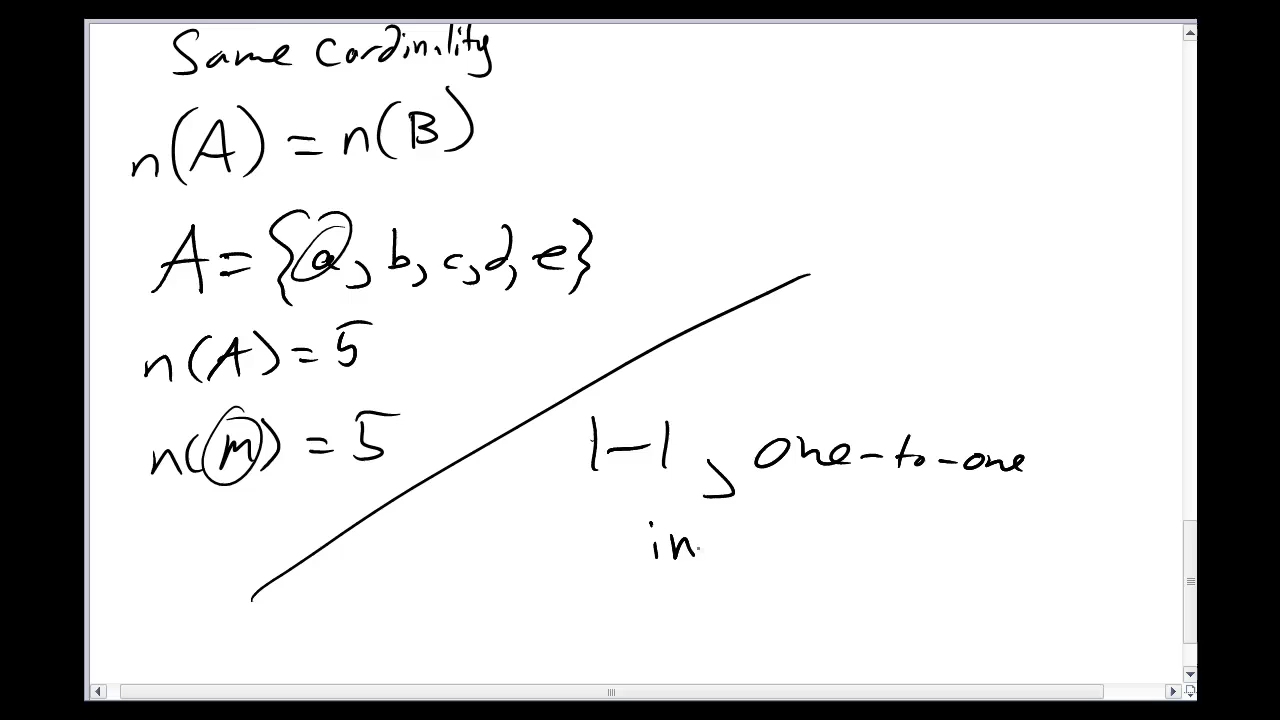 Same Cardinality
n(A) = n(B)
A = {a, b, c, d, e}
n(A) = 5
n(m) = 5
1-1, one-to-one
in